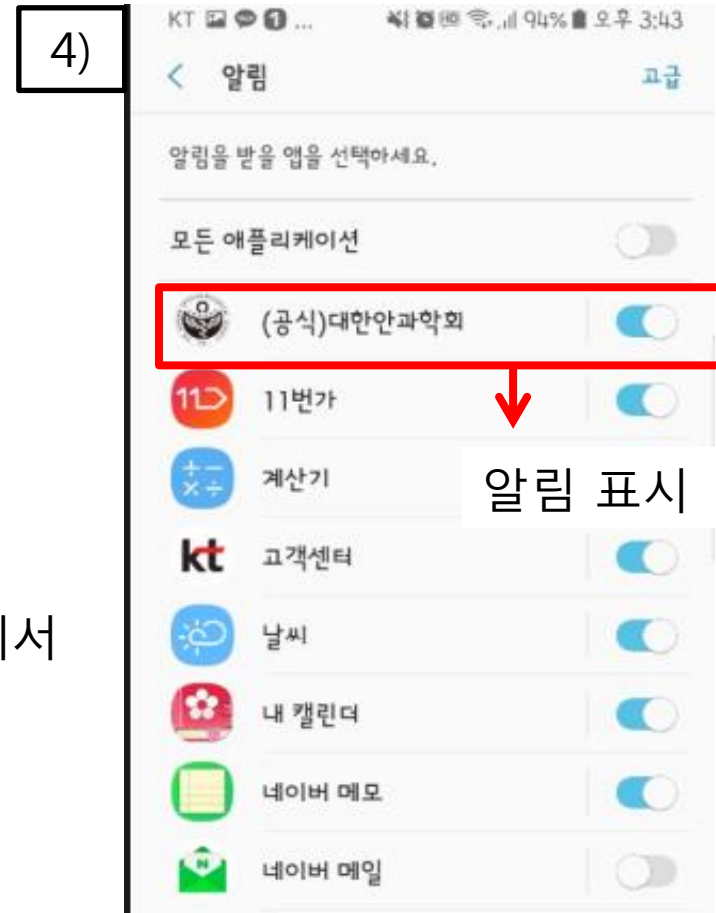 4)
KT 1 ... 94% 오후 3:43
< 알림 고급
알림을 받을 앱을 선택하세요.
모든 애플리케이션
(공식)대한안과학회
11 11번가
계산기
알림 표시
kt 고객센터
에서
날씨
내 캘린더
네이버 메모
N 네이버 메일